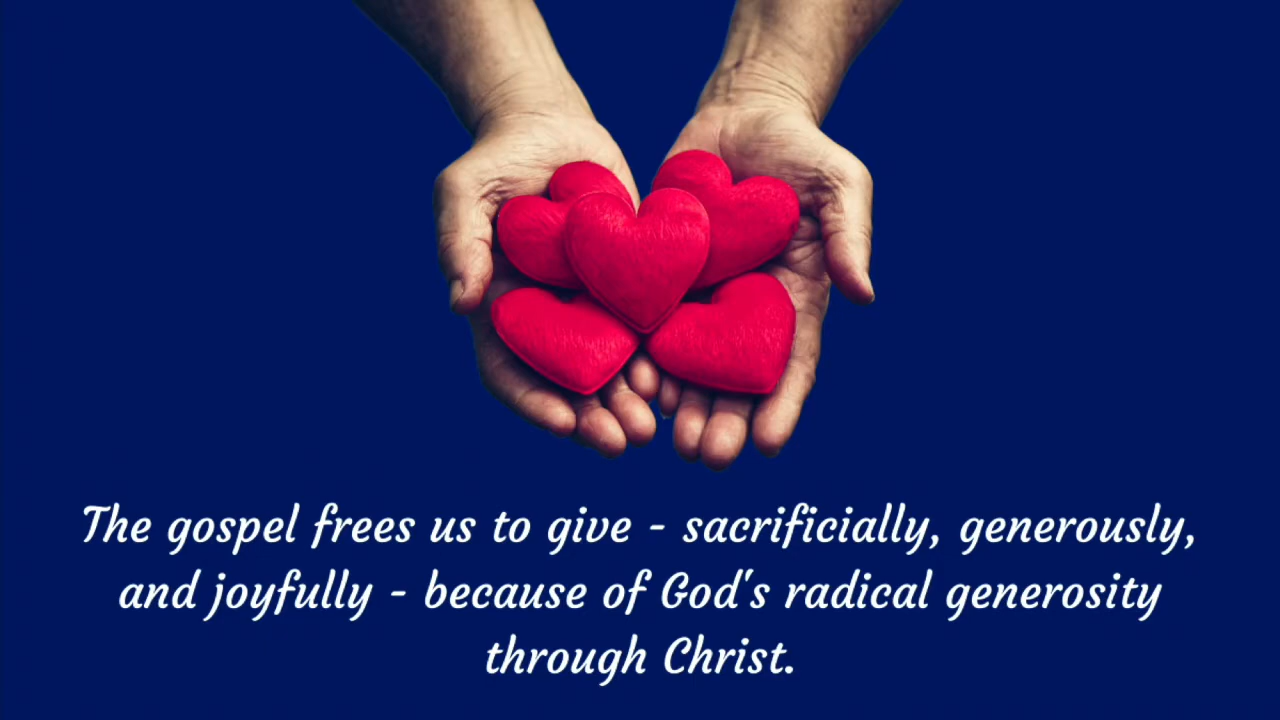 The gospel frees us to give - sacrificially, generously,
and joyfully - because of God's radical generosity
through Christ.